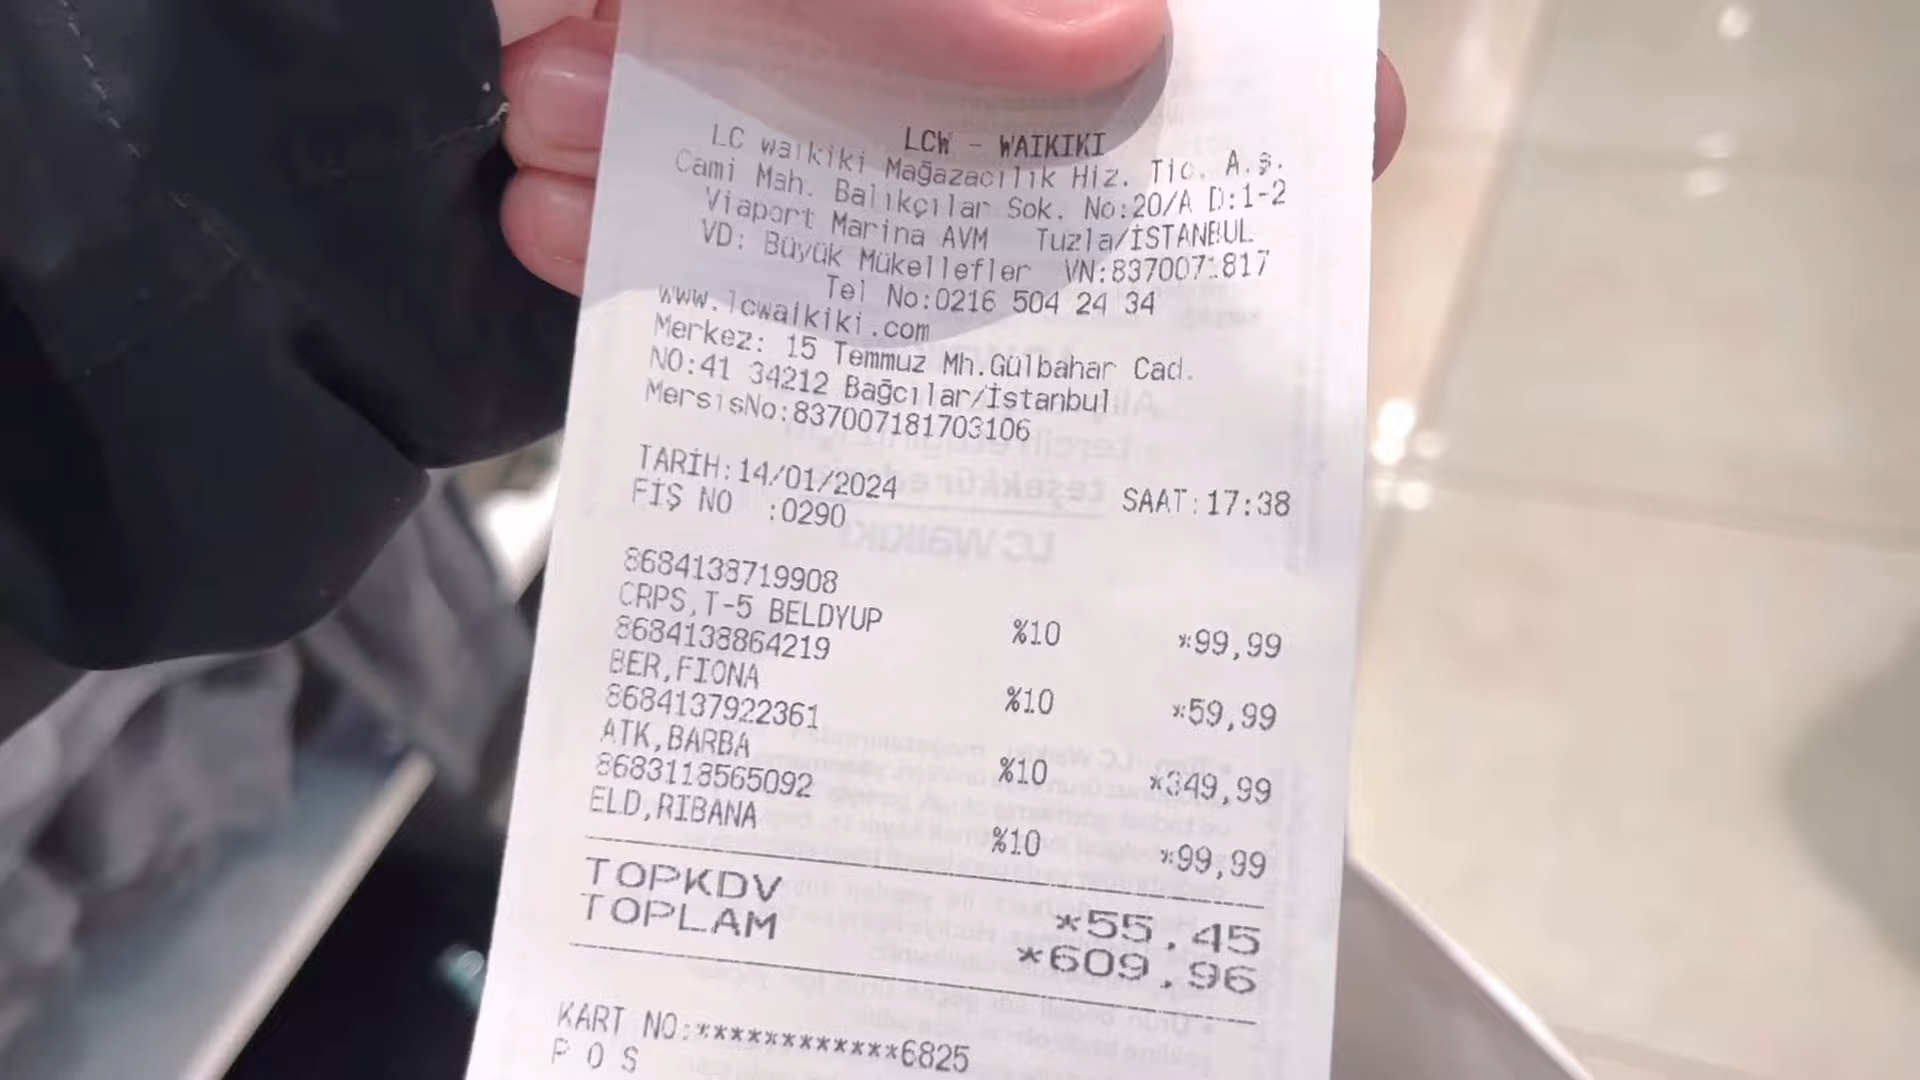 LCW - WAIKIKI
LC waikiki Mağazacılık Hiz. Tic. A.ş.
Cami Mah. Balıkçılar Sok. No:20/A D:1-2
Viaport Marina AVM Tuzla/İSTANBUL
VD: Büyük Mükellefler VN:8370071817
Tel No:0216 504 24 34
www.lcwaikiki.com
Merkez: 15 Temmuz Mh.Gülbahar Cad.
NO:41 34212 Bağcılar/İstanbul
MersisNo:837007181703106
TARİH:14/01/2024 SAAT:17:38
FİŞ NO :0290
8684138719908
CRPS,T-5 BELDYUP %10 *99,99
8684138864219
BER,FIONA %10 *59,99
8684137922361
ATK,BARBA %10 *349,99
8683118565092
ELD,RIBANA %10 *99,99
TOPKDV *55,45
TOPLAM *609,96
KART NO:************6825
P O S